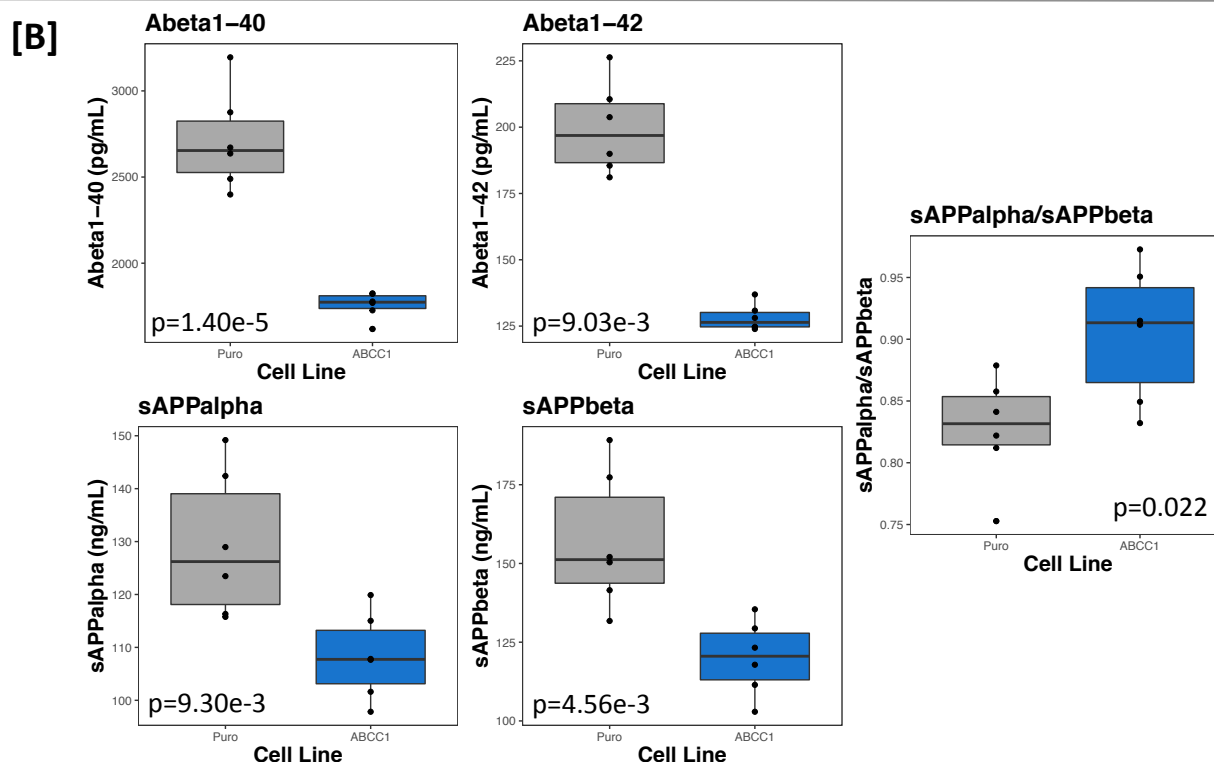 [B]
Abeta1−40
Abeta1−40 (pg/mL)
3000
2500
2000
p=1.40e-5
Puro
ABCC1
Cell Line
Abeta1−42
Abeta1−42 (pg/mL)
225
200
175
150
125
p=9.03e-3
Puro
ABCC1
Cell Line
sAPPalpha/sAPPbeta
sAPPalpha/sAPPbeta
0.95
0.90
0.85
0.80
0.75
p=0.022
Puro
ABCC1
Cell Line
sAPPalpha
sAPPalpha (ng/mL)
150
140
130
120
110
100
p=9.30e-3
Puro
ABCC1
Cell Line
sAPPbeta
sAPPbeta (ng/mL)
175
150
125
100
p=4.56e-3
Puro
ABCC1
Cell Line